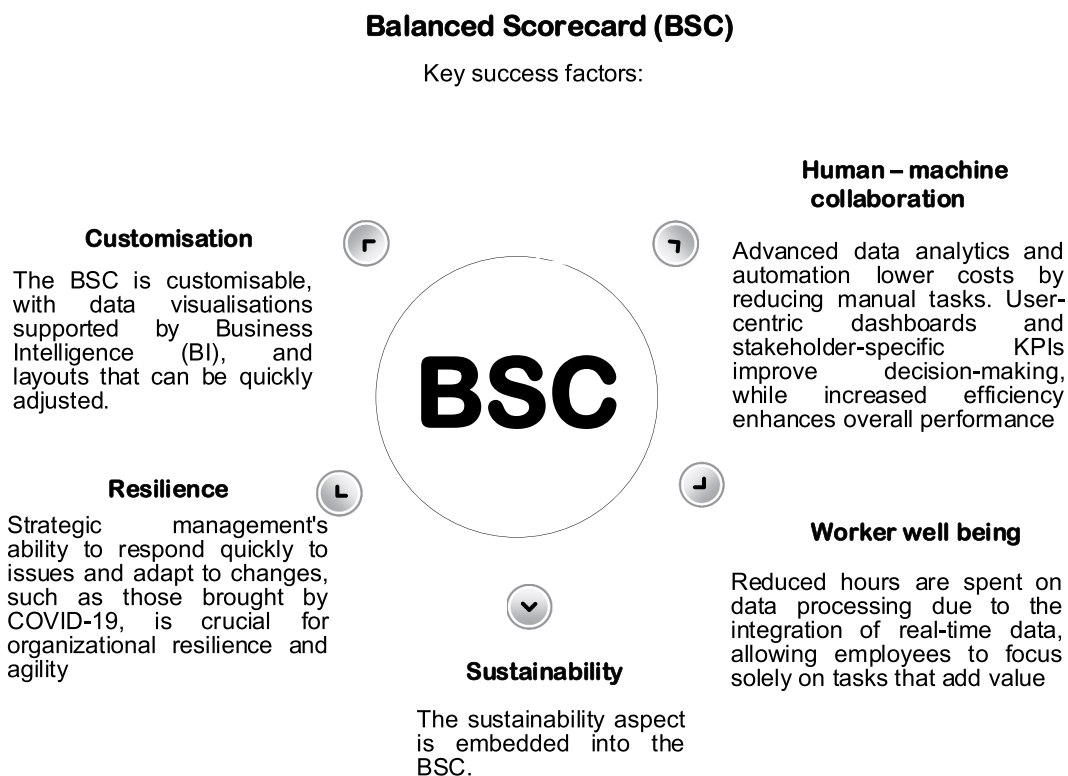 Balanced Scorecard (BSC)
Key success factors:
Human – machine
collaboration
Advanced data analytics and
automation lower costs by
reducing manual tasks. User-
centric dashboards and
stakeholder-specific KPIs
improve decision-making,
while increased efficiency
enhances overall performance
Customisation
The BSC is customisable,
with data visualisations
supported by Business
Intelligence (BI), and
layouts that can be quickly
adjusted.
BSC
Resilience
Strategic management's
ability to respond quickly to
issues and adapt to changes,
such as those brought by
COVID-19, is crucial for
organizational resilience and
agility
Worker well being
Reduced hours are spent on
data processing due to the
integration of real-time data,
allowing employees to focus
solely on tasks that add value
Sustainability
The sustainability aspect
is embedded into the
BSC.